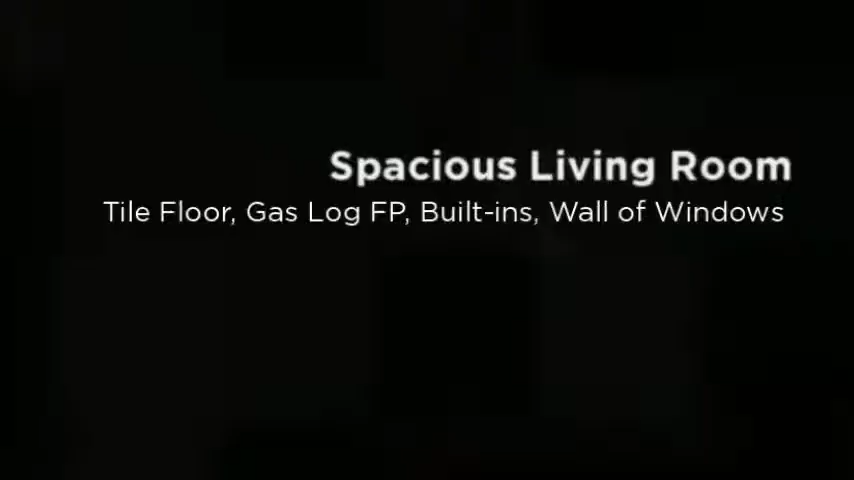 Spacious Living Room
Tile Floor, Gas Log FP, Built-ins, Wall of Windows